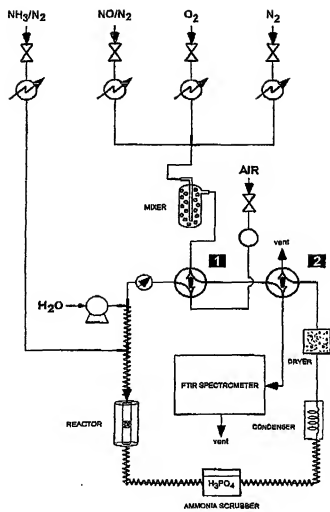 NH3/N2
NO/N2
O2
N2
AIR
MIXER
vent
1
2
H2O
DRYER
FTIR SPECTROMETER
REACTOR
CONDENSER
vent
H3PO4
AMMONIA SCRUBBER